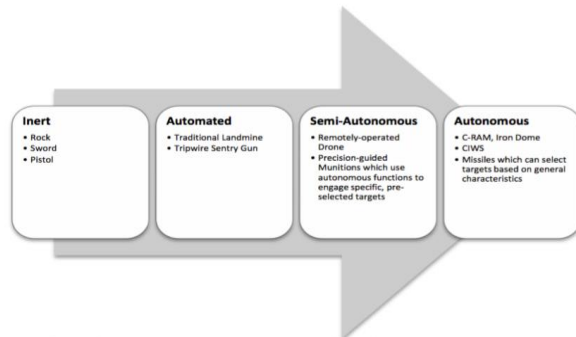 Inert
• Rock
• Sword
• Pistol
Automated
• Traditional Landmine
• Tripwire Sentry Gun
Semi-Autonomous
• Remotely-operated
Drone
• Precision-guided
Munitions which use
autonomous functions to
engage specific, pre-
selected targets
Autonomous
• C-RAM, Iron Dome
• CIWS
• Missiles which can select
targets based on general
characteristics